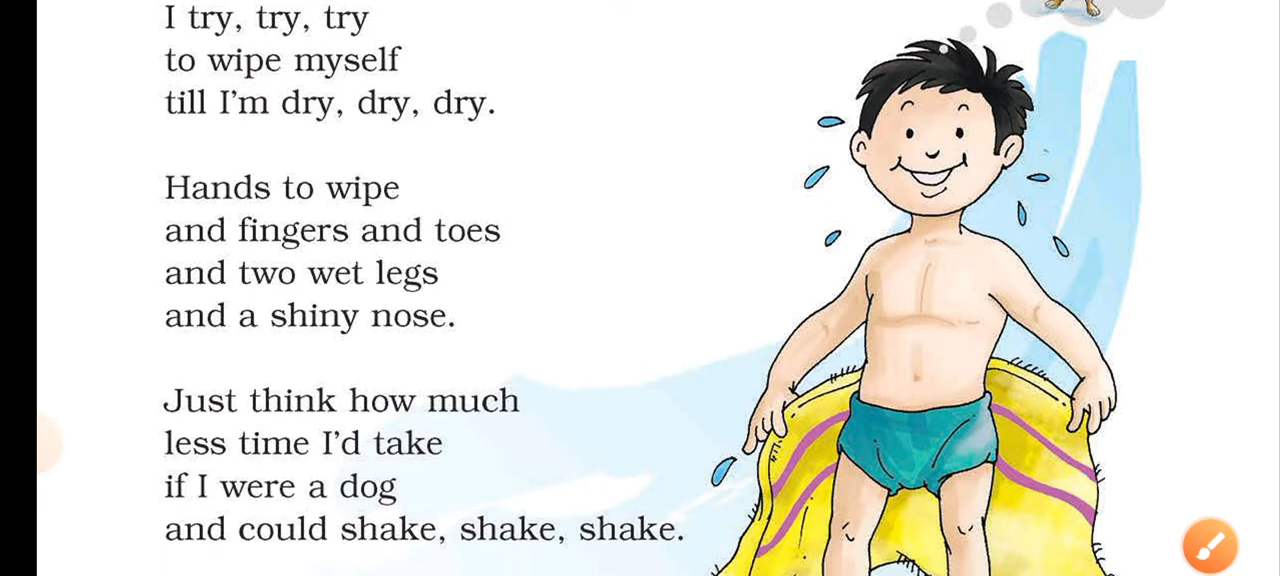 I try, try, try
to wipe myself
till I'm dry, dry, dry.
Hands to wipe
and fingers and toes
and two wet legs
and a shiny nose.
Just think how much
less time I'd take
if I were a dog
and could shake, shake, shake.